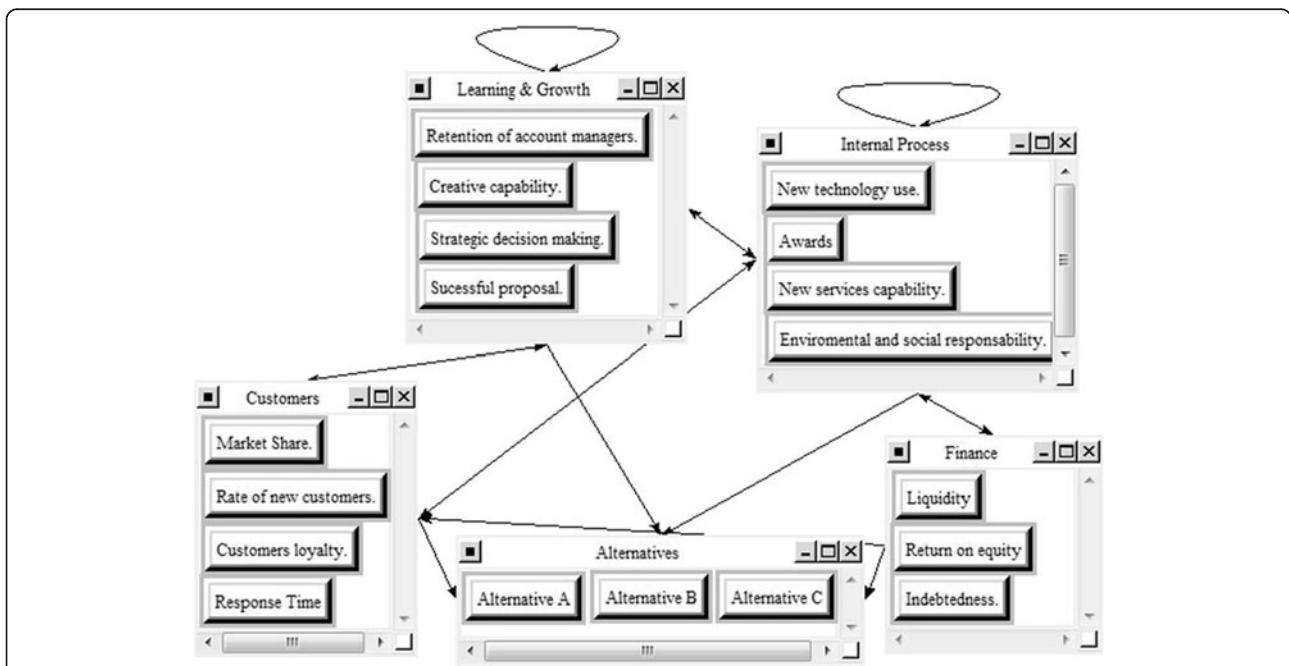 Learning & Growth
Retention of account managers.
Creative capability.
Strategic decision making.
Sucessful proposal.
Internal Process
New technology use.
Awards
New services capability.
Enviromental and social responsability.
Customers
Market Share.
Rate of new customers.
Customers loyalty.
Response Time
Alternatives
Alternative A
Alternative B
Alternative C
Finance
Liquidity
Return on equity
Indebtedness.